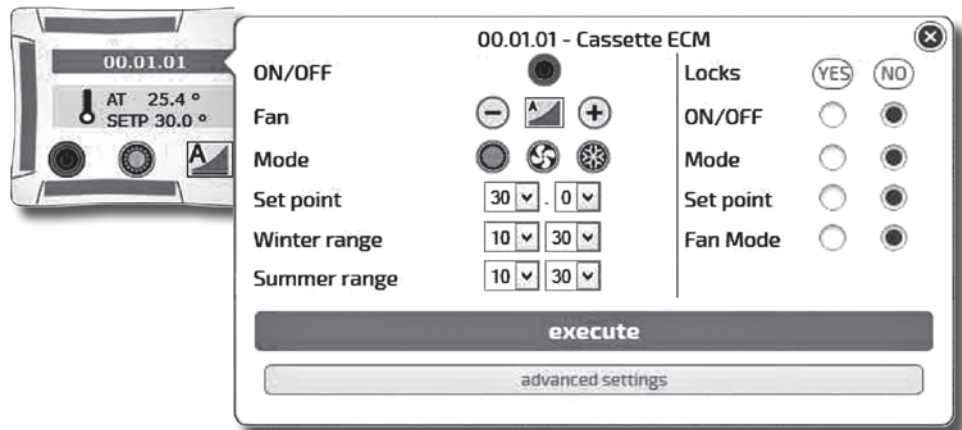 00.01.01
AT 25.4 °
SETP 30.0 °
A
00.01.01 - Cassette ECM
ON/OFF
Fan
Mode
Set point 30 . 0
Winter range 10 30
Summer range 10 30
Locks YES NO
ON/OFF
Mode
Set point
Fan Mode
execute
advanced settings